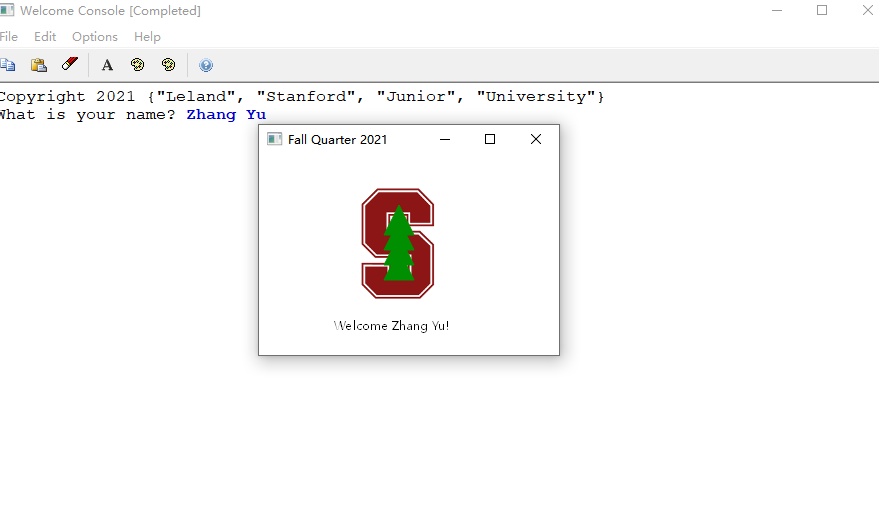 Welcome Console [Completed]
File Edit Options Help
A
Copyright 2021 {"Leland", "Stanford", "Junior", "University"}
What is your name? Zhang Yu
Fall Quarter 2021
S
Welcome Zhang Yu!